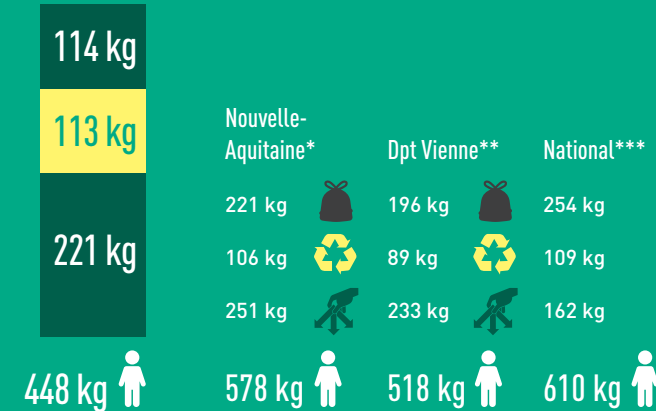 114 kg
113 kg
221 kg
448 kg
Nouvelle-
Aquitaine*
221 kg
106 kg
251 kg
578 kg
Dpt Vienne**
196 kg
89 kg
233 kg
518 kg
National***
254 kg
109 kg
162 kg
610 kg